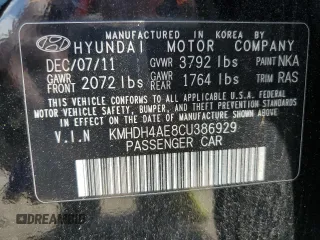 MANUFACTURED IN KOREA BY
HYUNDAI MOTOR COMPANY
DEC/07/11 GVWR 3792 lbs PAINT NKA
GAWR FRONT 2072 lbs GAWR REAR 1764 lbs TRIM RAS
THIS VEHICLE CONFORMS TO ALL APPLICABLE
FEDERAL MOTOR VEHICLE SAFETY, BUMPER, AND
THEFT PREVENTION STANDARDS IN EFFECT ON THE
DATE OF MANUFACTURE SHOWN ABOVE.
V.I.N KMHDH4AE8CU386929
PASSENGER CAR
DREAMBID